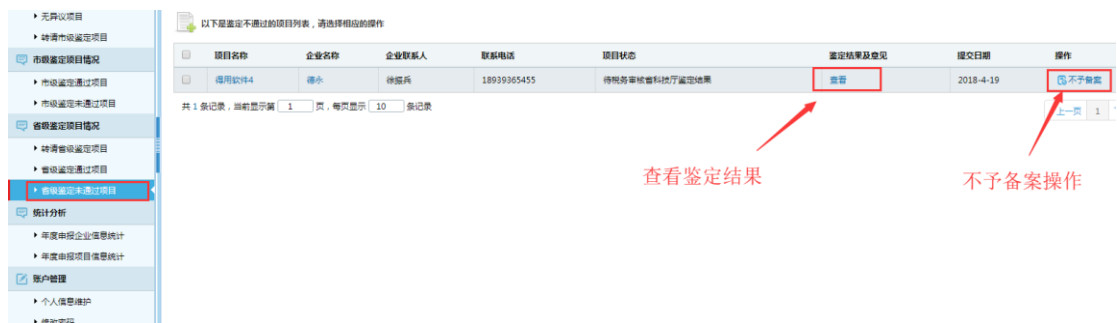 无异议项目
转请市级鉴定项目
市级鉴定项目情况
市级鉴定通过项目
市级鉴定未通过项目
省级鉴定项目情况
转请省级鉴定项目
省级鉴定通过项目
省级鉴定未通过项目
统计分析
年度申报企业信息统计
年度申报项目信息统计
账户管理
个人信息维护
修改密码
以下是鉴定不通过的项目列表，请选择相应的操作
项目名称 企业名称 企业联系人 联系电话 项目状态 鉴定结果及意见 提交日期 操作
得用软件4 德永 徐振兵 18939365455 待税务审核省科技厅鉴定结果 查看 2018-4-19 不予备案
共 1 条记录，当前显示第 1 页，每页显示 10 条记录
上一页 1
查看鉴定结果
不予备案操作